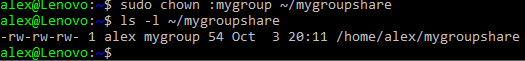 alex@Lenovo:~$ sudo chown :mygroup ~/mygroupshare
alex@Lenovo:~$ ls -l ~/mygroupshare
-rw-rw-rw- 1 alex mygroup 54 Oct  3 20:11 /home/alex/mygroupshare
alex@Lenovo:~$